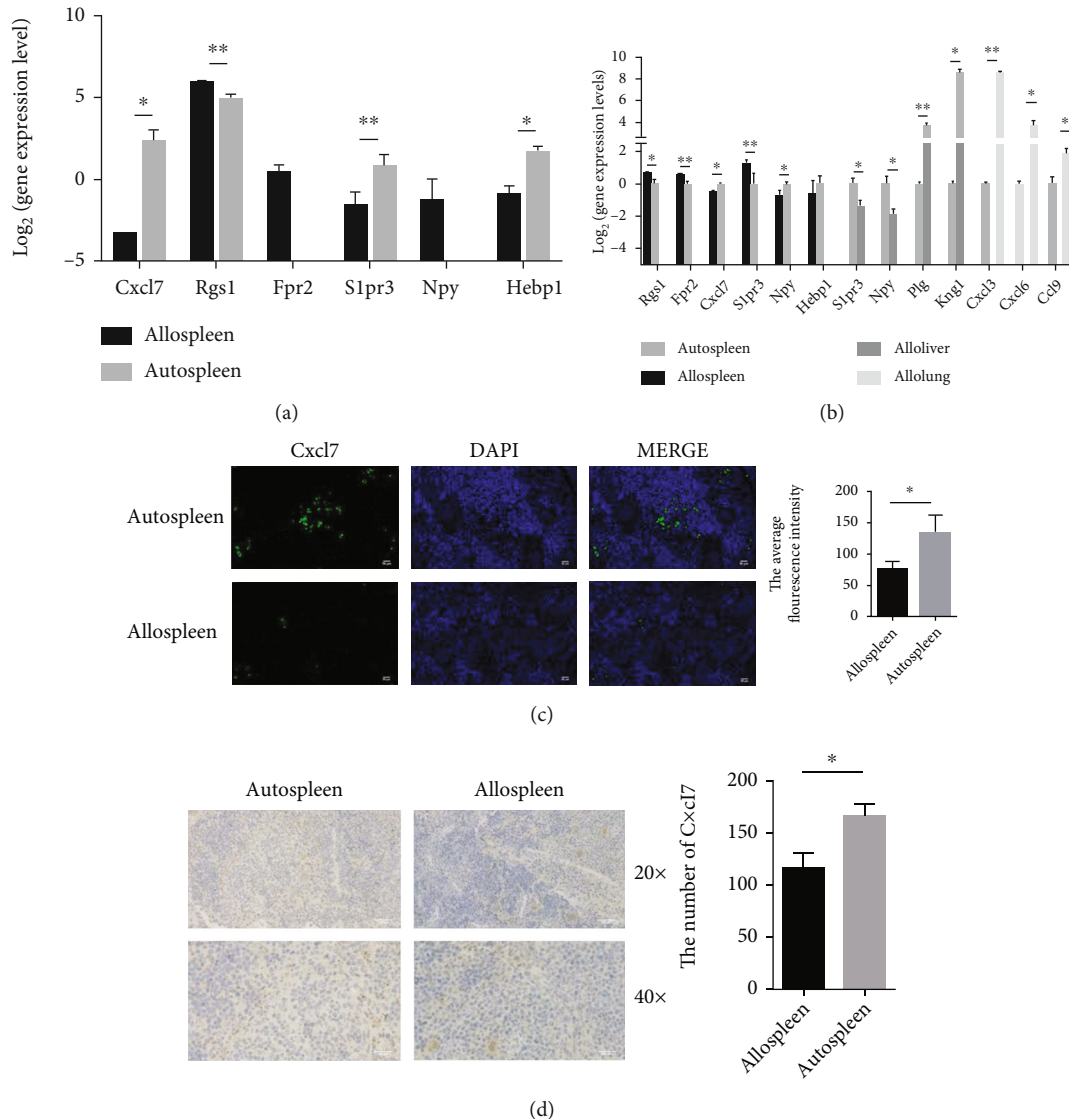 10
5
0
−5
Log2 (gene expression level)
*
**
**
*
Cxcl7 Rgs1 Fpr2 S1pr3 Npy Hebp1
Allospleen
Autospleen
(a)
10
8
6
4
2
0
−2
−4
Log2 (gene expression levels)
* ** * ** * * * ** * ** * *
Rgs1 Fpr2 Cxcl7 S1pr3 Npy Hebp1 S1pr3 Npy Plg Kng1 Cxcl3 Cxcl6 Ccl9
Autospleen Alloliver
Allospleen Allolung
(b)
Cxcl7 DAPI MERGE
Autospleen
Allospleen
200
150
100
50
0
The average
flourescence intensity
*
Allospleen
Autospleen
(c)
Autospleen Allospleen
20×
40×
200
150
100
50
0
The number of C×cl7
*
Allospleen
Autospleen
(d)